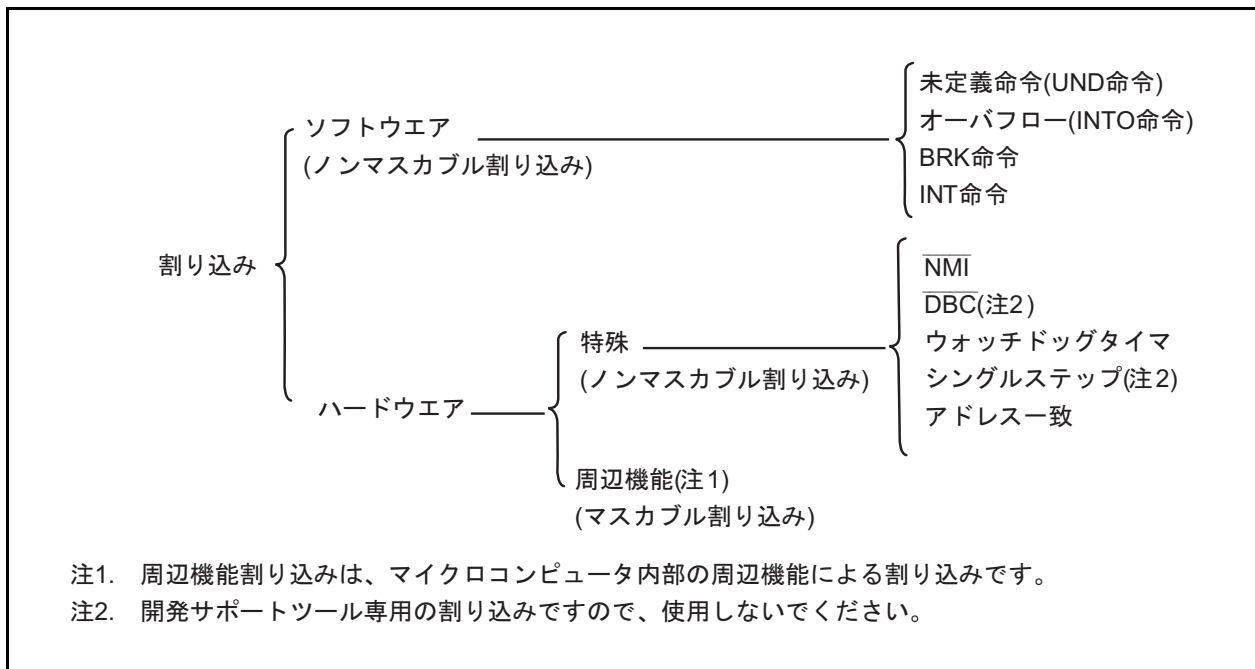 未定義命令(UND命令)
ソフトウエア
オーバフロー(INTO命令)
(ノンマスカブル割り込み)
BRK命令
INT命令
割り込み
NMI
DBC(注2)
特殊
ウォッチドッグタイマ
(ノンマスカブル割り込み)
シングルステップ(注2)
ハードウエア
アドレス一致
周辺機能(注1)
(マスカブル割り込み)
注1. 周辺機能割り込みは、マイクロコンピュータ内部の周辺機能による割り込みです。
注2. 開発サポートツール専用の割り込みですので、使用しないでください。